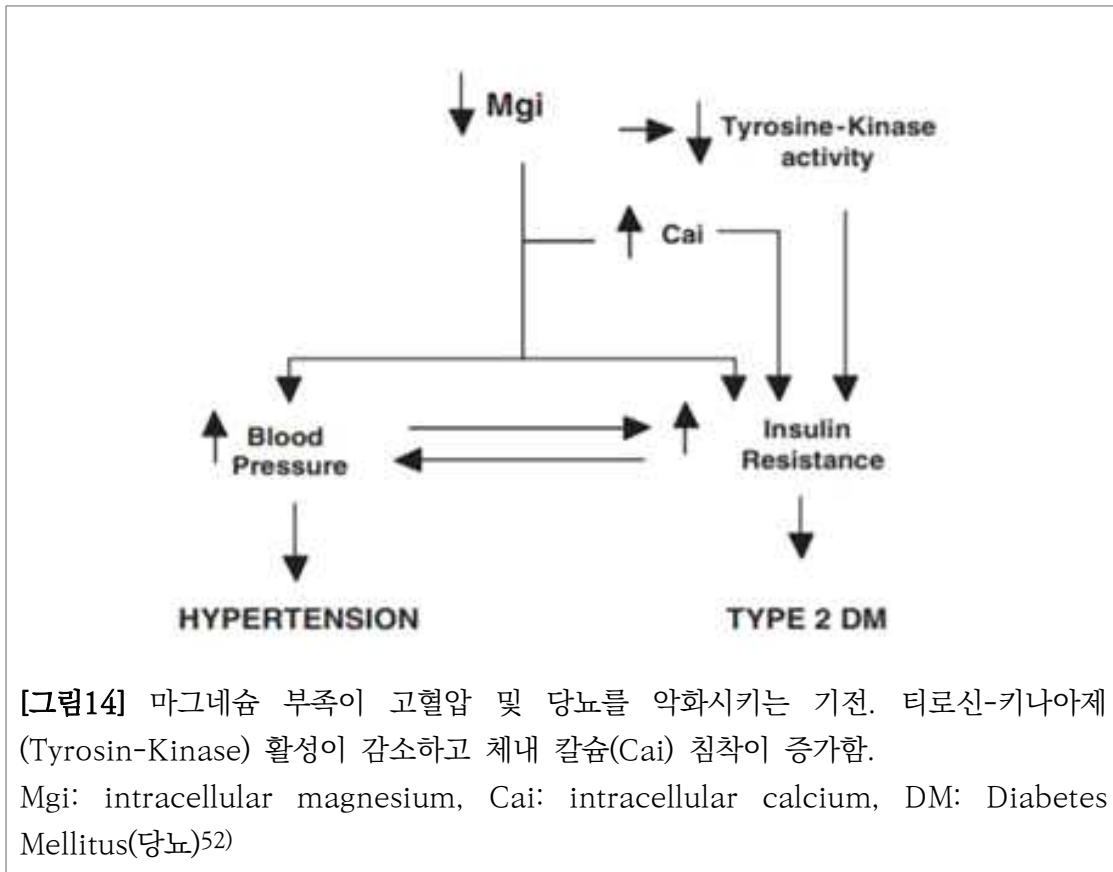 Mgi
Tyrosine-Kinase
activity
Cai
Blood
Pressure
Insulin
Resistance
HYPERTENSION
TYPE 2 DM
[그림14] 마그네슘 부족이 고혈압 및 당뇨를 악화시키는 기전. 티로신-키나아제
(Tyrosin-Kinase) 활성이 감소하고 체내 칼슘(Cai) 침착이 증가함.
Mgi: intracellular magnesium, Cai: intracellular calcium, DM: Diabetes
Mellitus(당뇨)52)